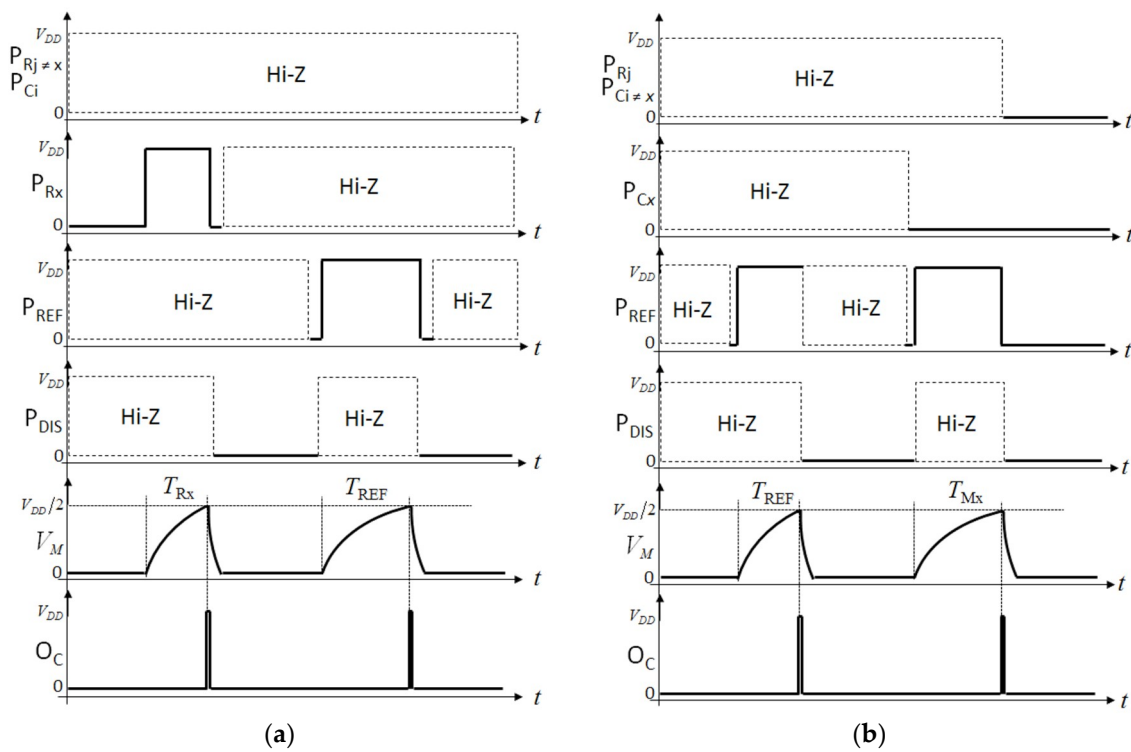 V_DD
P_Rj ≠ x
P_Ci
Hi-Z
0
t
V_DD
P_Rx
Hi-Z
0
t
V_DD
P_REF
Hi-Z
Hi-Z
0
t
V_DD
P_DIS
Hi-Z
Hi-Z
0
t
T_Rx
T_REF
V_DD/2
V_M
0
t
V_DD
O_C
0
t
(a)
V_DD
P_Rj
P_Ci ≠ x
Hi-Z
0
t
V_DD
P_Cx
Hi-Z
0
t
V_DD
P_REF
Hi-Z
Hi-Z
0
t
V_DD
P_DIS
Hi-Z
Hi-Z
0
t
T_REF
T_Mx
V_DD/2
V_M
0
t
V_DD
O_C
0
t
(b)